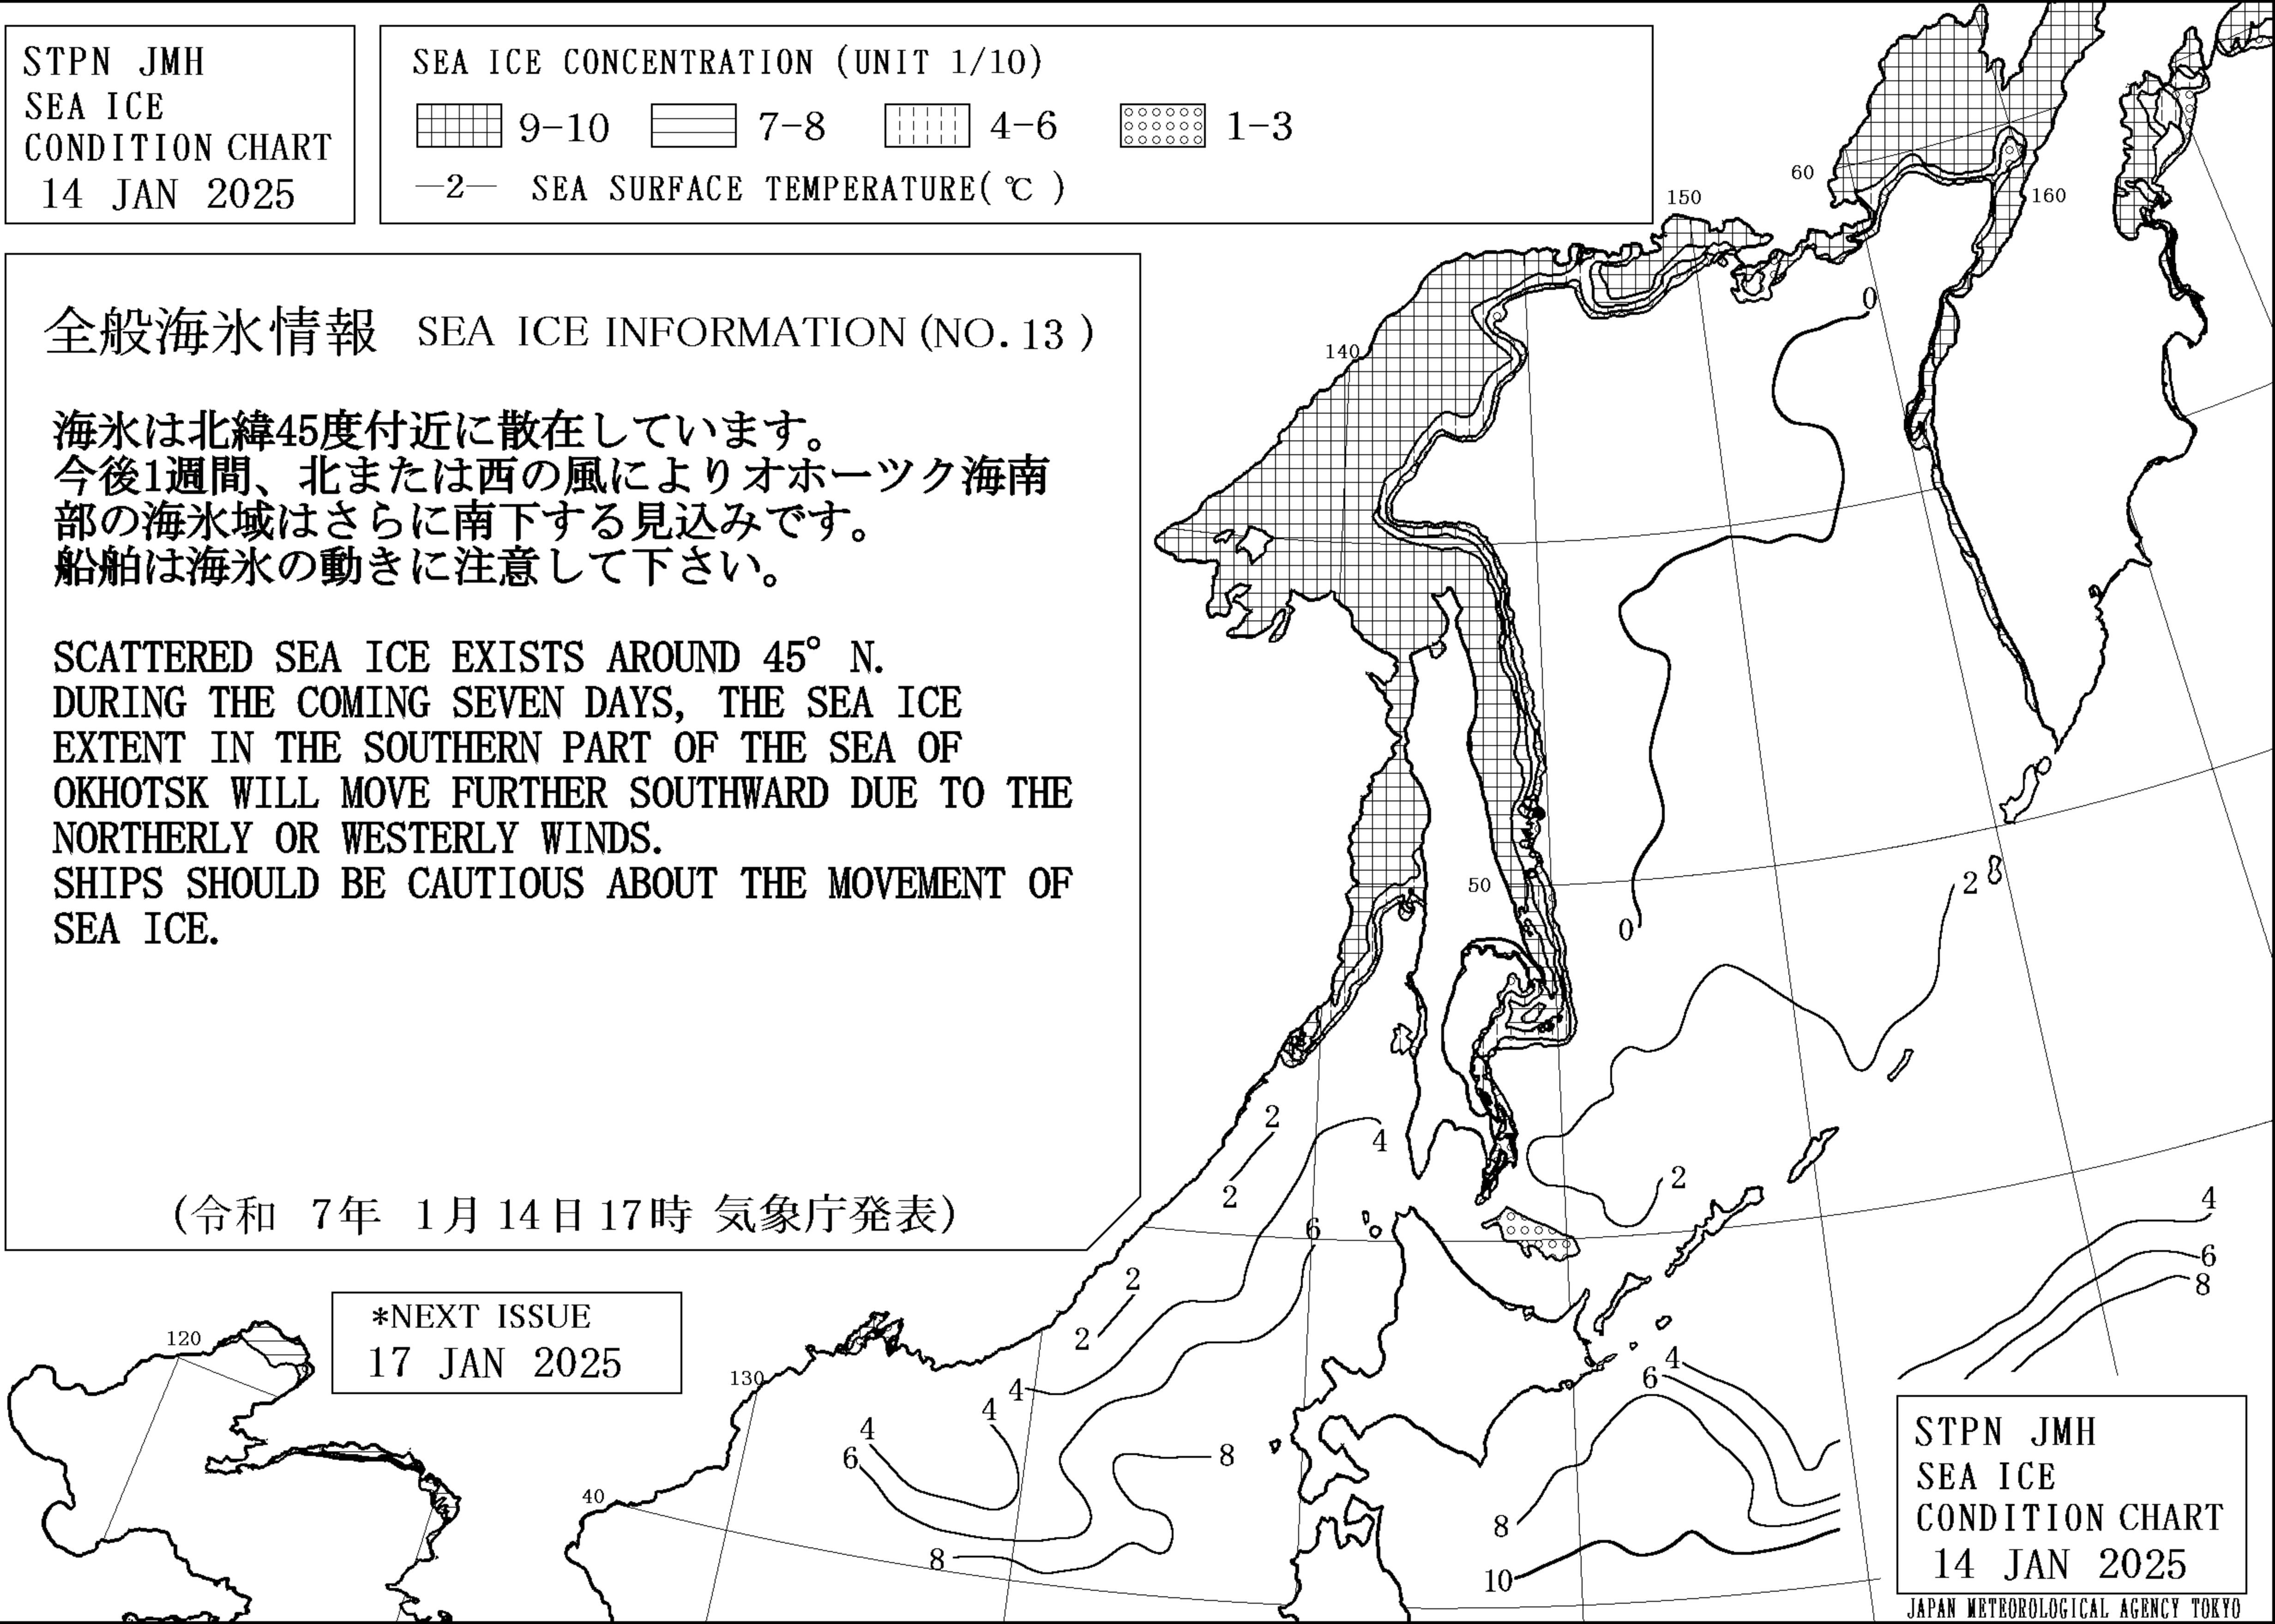 STPN JMH
SEA ICE
CONDITION CHART
14 JAN 2025
SEA ICE CONCENTRATION (UNIT 1/10)
9-10 7-8 4-6 1-3
—2— SEA SURFACE TEMPERATURE(℃)
全般海氷情報 SEA ICE INFORMATION (NO. 13 )
海氷は北緯45度付近に散在しています。
今後1週間、北または西の風によりオホーツク海南
部の海氷域はさらに南下する見込みです。
船舶は海氷の動きに注意して下さい。
SCATTERED SEA ICE EXISTS AROUND 45° N.
DURING THE COMING SEVEN DAYS, THE SEA ICE
EXTENT IN THE SOUTHERN PART OF THE SEA OF
OKHOTSK WILL MOVE FURTHER SOUTHWARD DUE TO THE
NORTHERLY OR WESTERLY WINDS.
SHIPS SHOULD BE CAUTIOUS ABOUT THE MOVEMENT OF
SEA ICE.
(令和 7年 1月14日17時 気象庁発表)
*NEXT ISSUE
17 JAN 2025
60
150
160
0
140
50
0
2
2
4
2
2
6
2
2
4
6
8
120
130
40
4
4
4
6
8
8
4
6
8
10
STPN JMH
SEA ICE
CONDITION CHART
14 JAN 2025
JAPAN METEOROLOGICAL AGENCY TOKYO